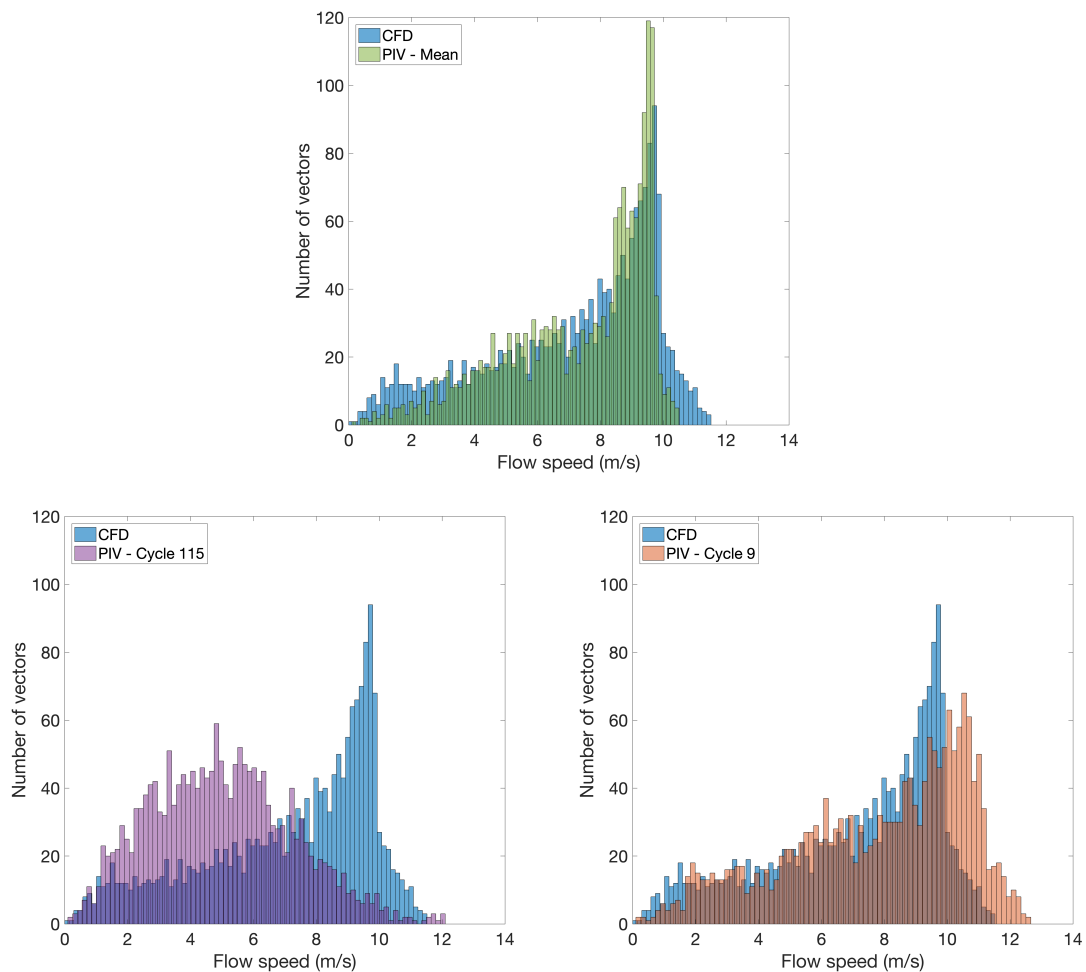 CFD
PIV - Mean
120
100
80
60
40
20
0
Number of vectors
0 2 4 6 8 10 12 14
Flow speed (m/s)
CFD
PIV - Cycle 115
120
100
80
60
40
20
0
Number of vectors
0 2 4 6 8 10 12 14
Flow speed (m/s)
CFD
PIV - Cycle 9
120
100
80
60
40
20
0
Number of vectors
0 2 4 6 8 10 12 14
Flow speed (m/s)